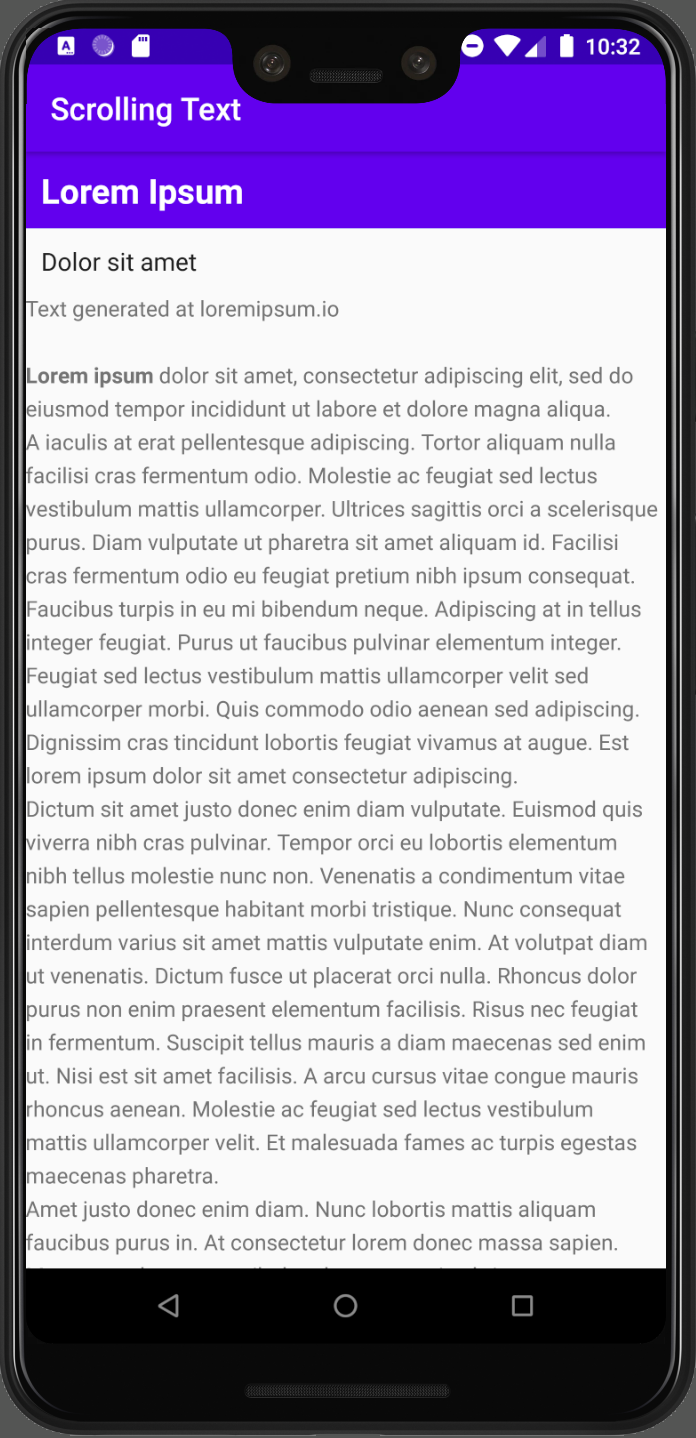 A
10:32
Scrolling Text
Lorem Ipsum
Dolor sit amet
Text generated at loremipsum.io
Lorem ipsum dolor sit amet, consectetur adipiscing elit, sed do
eiusmod tempor incididunt ut labore et dolore magna aliqua.
A iaculis at erat pellentesque adipiscing. Tortor aliquam nulla
facilisi cras fermentum odio. Molestie ac feugiat sed lectus
vestibulum mattis ullamcorper. Ultrices sagittis orci a scelerisque
purus. Diam vulputate ut pharetra sit amet aliquam id. Facilisi
cras fermentum odio eu feugiat pretium nibh ipsum consequat.
Faucibus turpis in eu mi bibendum neque. Adipiscing at in tellus
integer feugiat. Purus ut faucibus pulvinar elementum integer.
Feugiat sed lectus vestibulum mattis ullamcorper velit sed
ullamcorper morbi. Quis commodo odio aenean sed adipiscing.
Dignissim cras tincidunt lobortis feugiat vivamus at augue. Est
lorem ipsum dolor sit amet consectetur adipiscing.
Dictum sit amet justo donec enim diam vulputate. Euismod quis
viverra nibh cras pulvinar. Tempor orci eu lobortis elementum
nibh tellus molestie nunc non. Venenatis a condimentum vitae
sapien pellentesque habitant morbi tristique. Nunc consequat
interdum varius sit amet mattis vulputate enim. At volutpat diam
ut venenatis. Dictum fusce ut placerat orci nulla. Rhoncus dolor
purus non enim praesent elementum facilisis. Risus nec feugiat
in fermentum. Suscipit tellus mauris a diam maecenas sed enim
ut. Nisi est sit amet facilisis. A arcu cursus vitae congue mauris
rhoncus aenean. Molestie ac feugiat sed lectus vestibulum
mattis ullamcorper velit. Et malesuada fames ac turpis egestas
maecenas pharetra.
Amet justo donec enim diam. Nunc lobortis mattis aliquam
faucibus purus in. At consectetur lorem donec massa sapien.